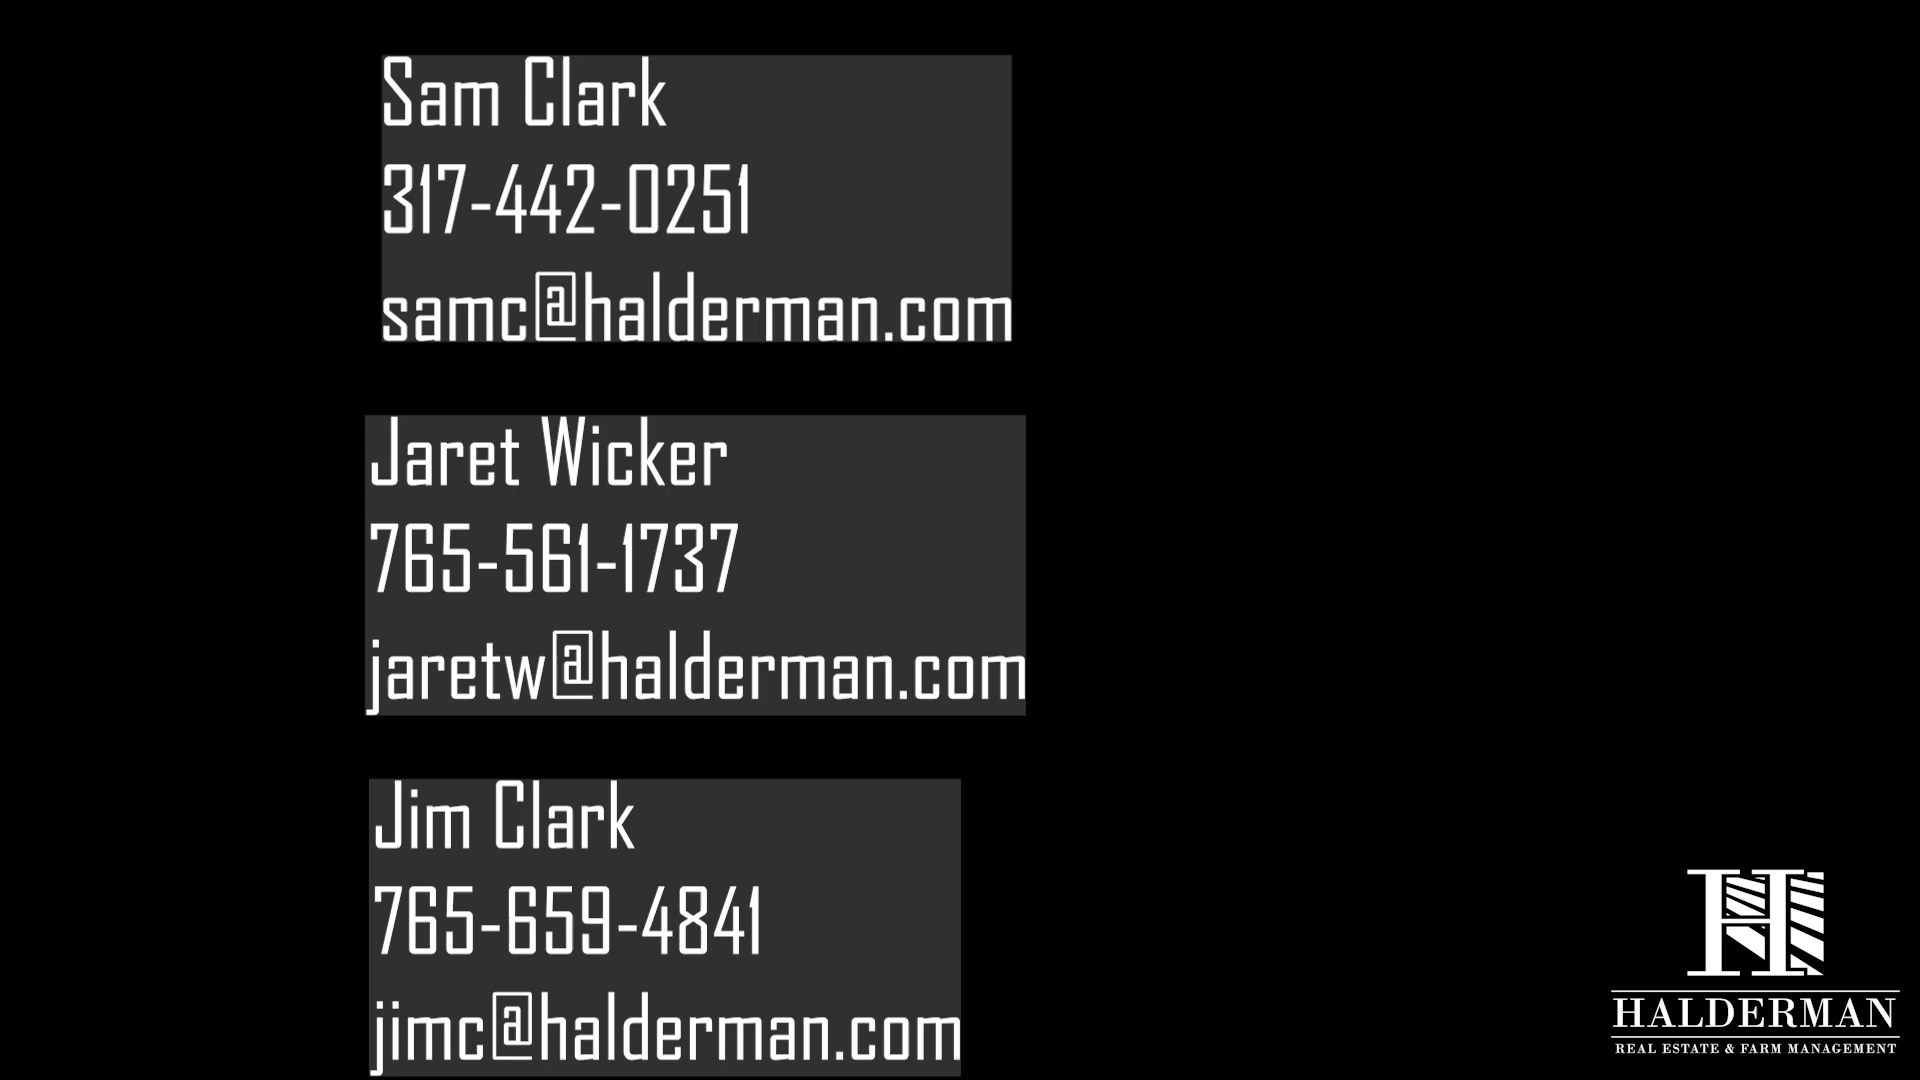 Sam Clark
317-442-0251
samc@halderman.com
Jaret Wicker
765-561-1737
jaretw@halderman.com
Jim Clark
765-659-4841
jimc@halderman.com
H
HALDERMAN
REAL ESTATE & FARM MANAGEMENT